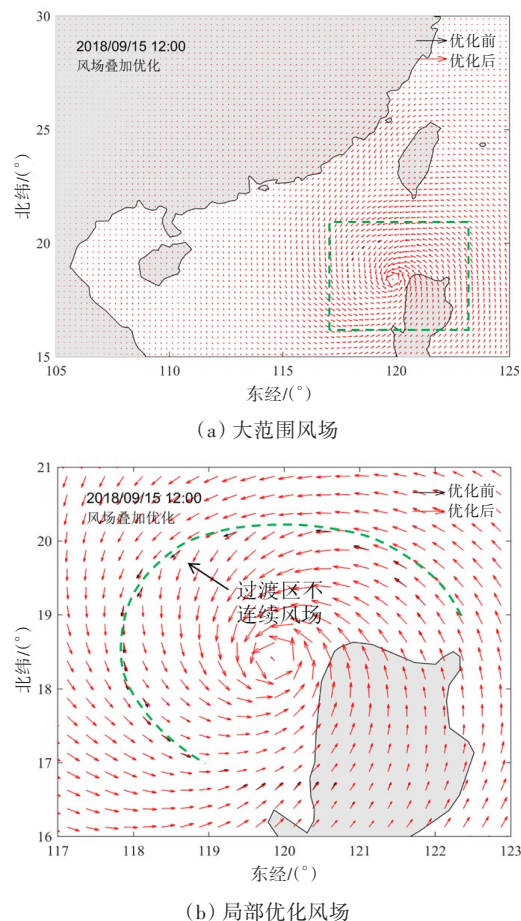 30
2018/09/15 12:00
风场叠加优化
优化前
优化后
25
北纬/(°)
20
15
105
110
115
120
125
东经/(°)
(a) 大范围风场
21
2018/09/15 12:00
风场叠加优化
优化前
优化后
20
过渡区不
连续风场
19
北纬/(°)
18
17
16
117
118
119
120
121
122
123
东经/(°)
(b) 局部优化风场